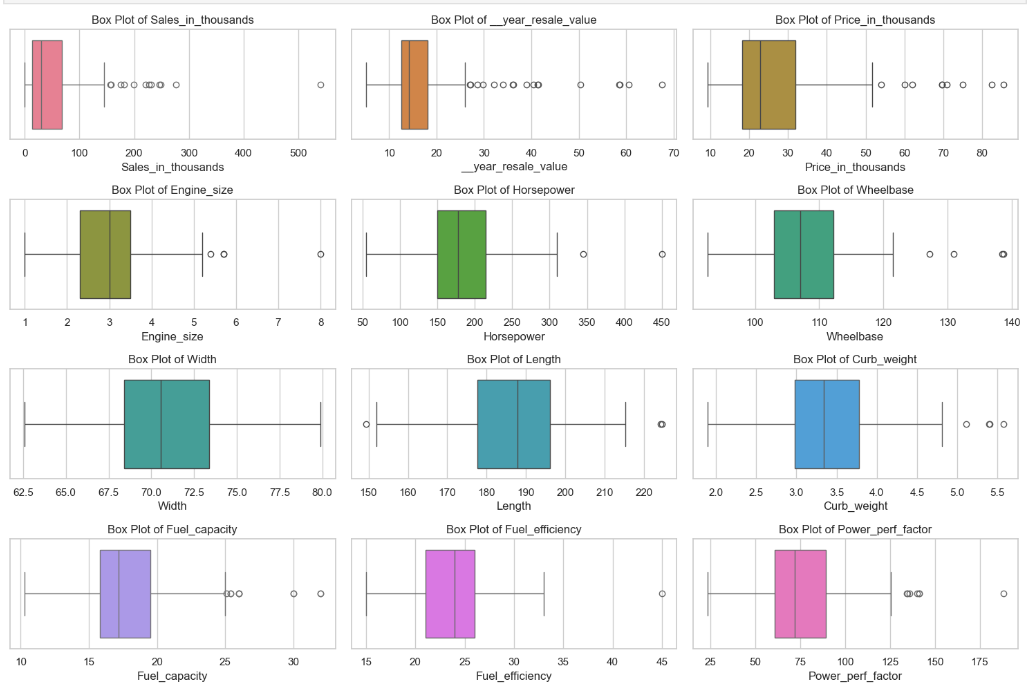 Box Plot of Sales_in_thousands
0 100 200 300 400 500
Sales_in_thousands
Box Plot of __year_resale_value
10 20 30 40 50 60 70
__year_resale_value
Box Plot of Price_in_thousands
10 20 30 40 50 60 70 80
Price_in_thousands
Box Plot of Engine_size
1 2 3 4 5 6 7 8
Engine_size
Box Plot of Horsepower
50 100 150 200 250 300 350 400 450
Horsepower
Box Plot of Wheelbase
100 110 120 130 140
Wheelbase
Box Plot of Width
62.5 65.0 67.5 70.0 72.5 75.0 77.5 80.0
Width
Box Plot of Length
150 160 170 180 190 200 210 220
Length
Box Plot of Curb_weight
2.0 2.5 3.0 3.5 4.0 4.5 5.0 5.5
Curb_weight
Box Plot of Fuel_capacity
10 15 20 25 30
Fuel_capacity
Box Plot of Fuel_efficiency
15 20 25 30 35 40 45
Fuel_efficiency
Box Plot of Power_perf_factor
25 50 75 100 125 150 175
Power_perf_factor